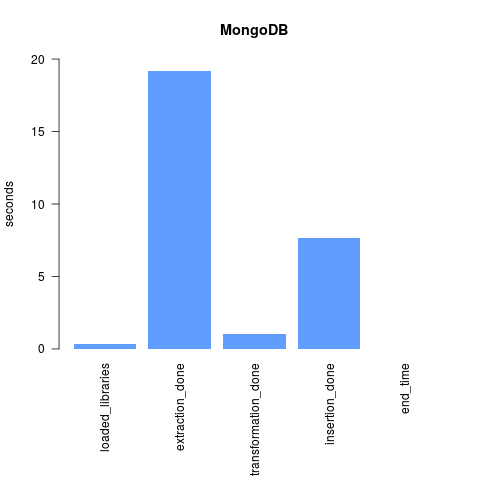 MongoDB
seconds
20
15
10
5
0
loaded_libraries
extraction_done
transformation_done
insertion_done
end_time